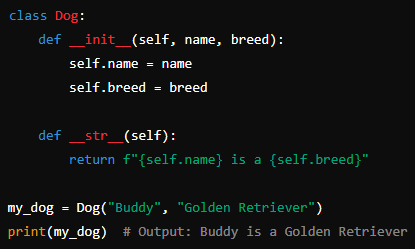 class Dog:
    def __init__(self, name, breed):
        self.name = name
        self.breed = breed

    def __str__(self):
        return f"{self.name} is a {self.breed}"

my_dog = Dog("Buddy", "Golden Retriever")
print(my_dog)  # Output: Buddy is a Golden Retriever